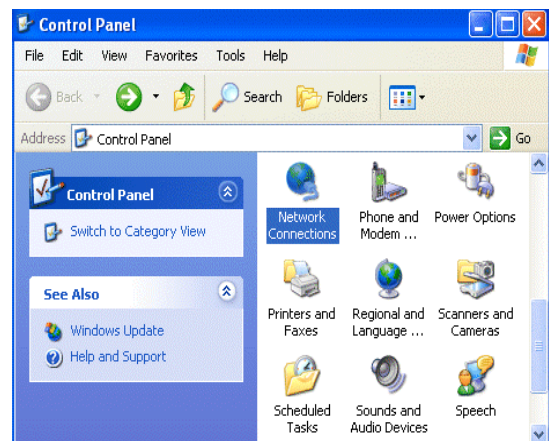 Control Panel
File Edit View Favorites Tools Help
Back Search Folders
Address Control Panel Go
Control Panel
Switch to Category View
See Also
Windows Update
Help and Support
Network Connections
Phone and Modem ...
Power Options
Printers and Faxes
Regional and Language ...
Scanners and Cameras
Scheduled Tasks
Sounds and Audio Devices
Speech